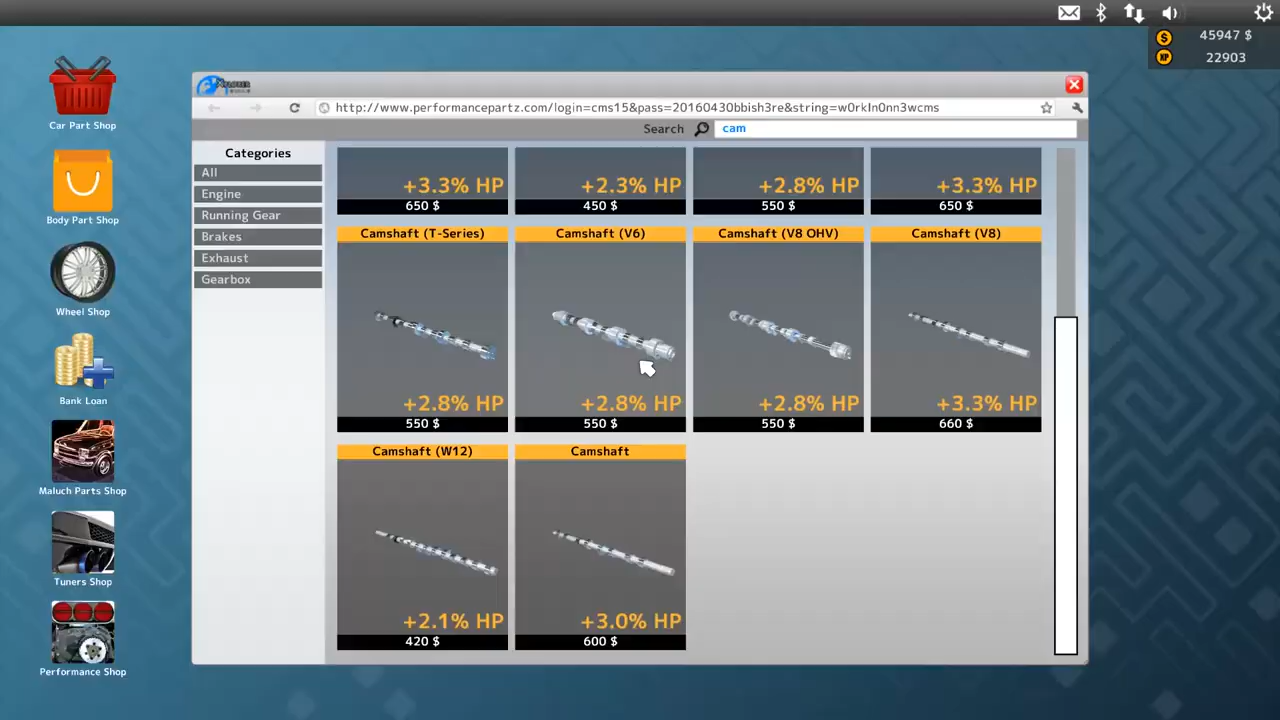 45947 $
22903
http://www.performancepartz.com/login=cms15&pass=20160430bbish3re&string=w0rkIn0nn3wcms
Search cam
Categories
All
Engine
Running Gear
Brakes
Exhaust
Gearbox
+3.3% HP +2.3% HP +2.8% HP +3.3% HP
650 $ 450 $ 550 $ 650 $
Camshaft (T-Series) Camshaft (V6) Camshaft (V8 OHV) Camshaft (V8)
+2.8% HP +2.8% HP +2.8% HP +3.3% HP
550 $ 550 $ 550 $ 660 $
Camshaft (W12) Camshaft
+2.1% HP +3.0% HP
420 $ 600 $
Car Part Shop
Body Part Shop
Wheel Shop
Bank Loan
Maluch Parts Shop
Tuners Shop
Performance Shop
XP